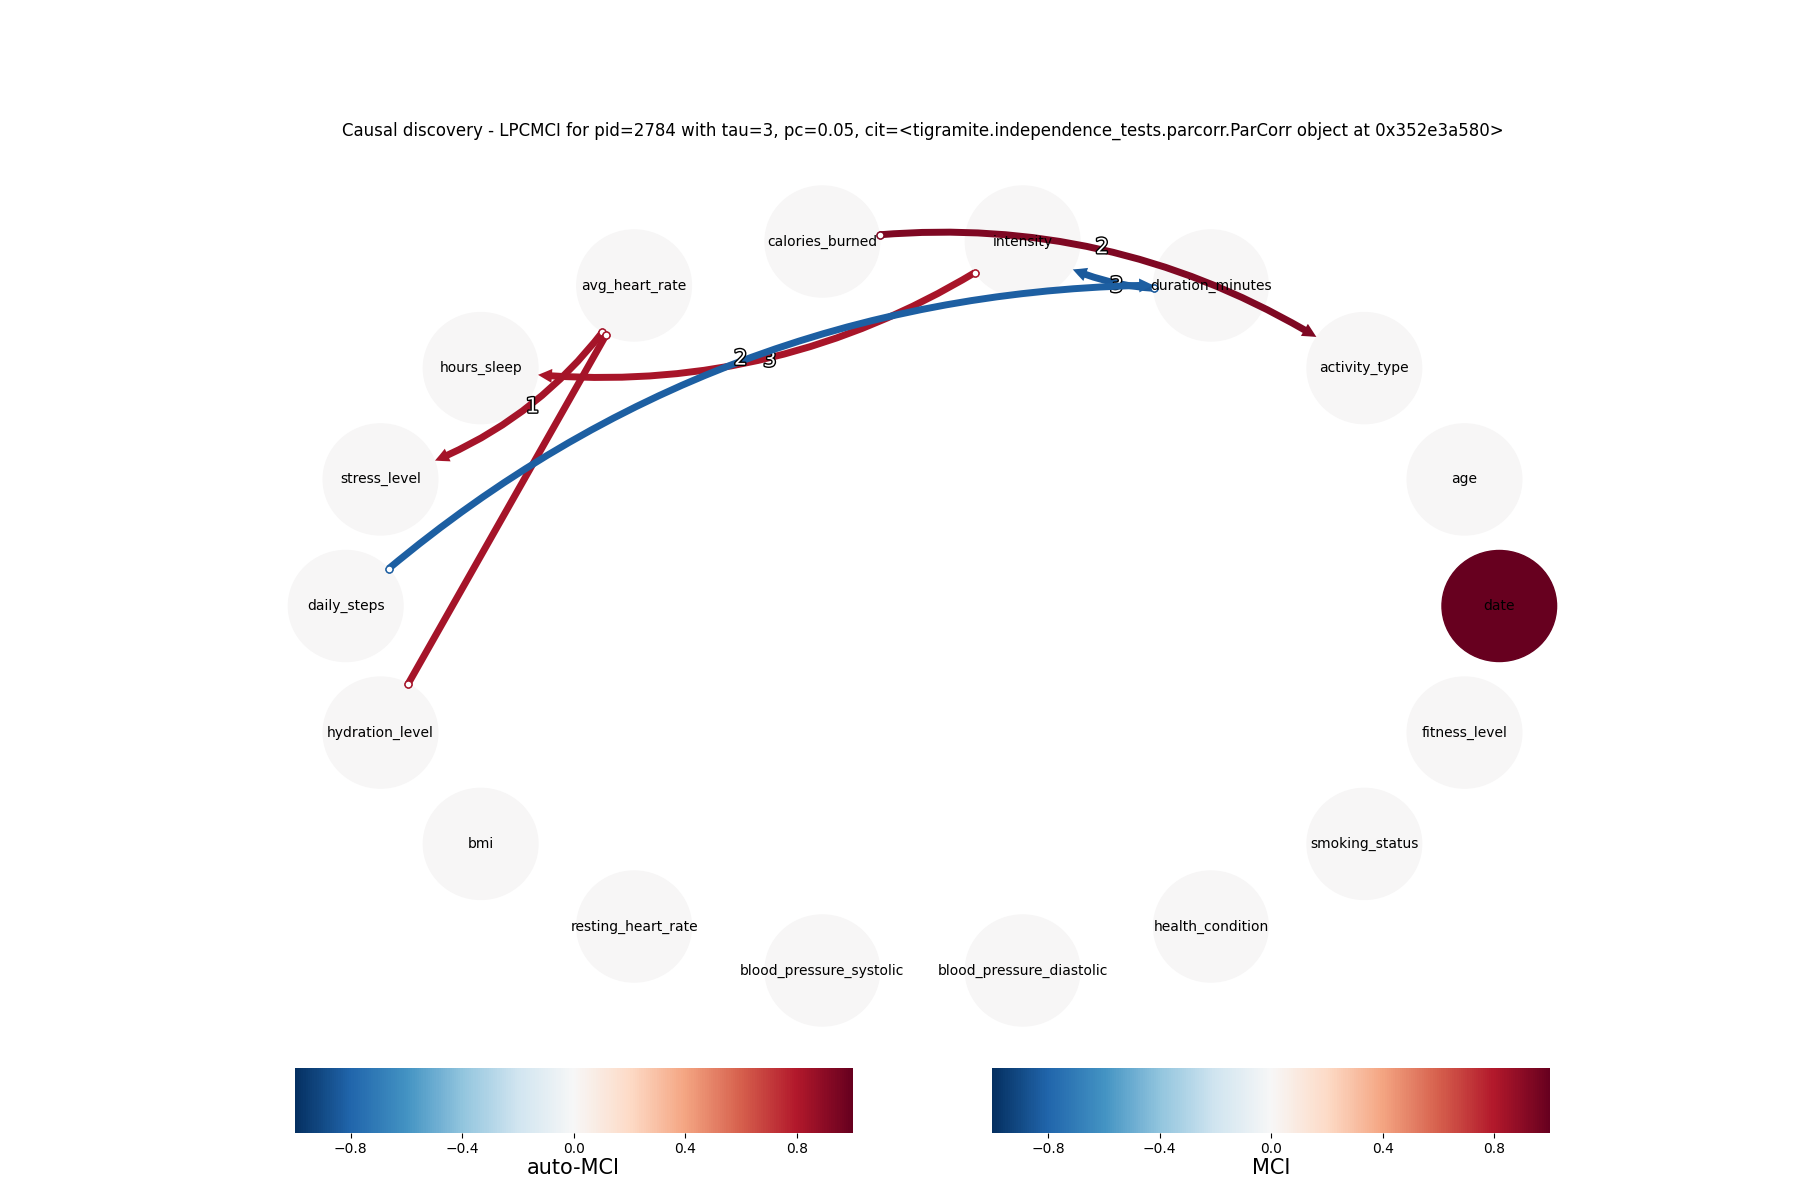 Causal discovery - LPCMCI for pid=2784 with tau=3, pc=0.05, cit=<tigramite.independence_tests.parcorr.ParCorr object at 0x352e3a580>
calories_burned
intensity
2
avg_heart_rate
3
duration_minutes
hours_sleep
2
3
activity_type
1
stress_level
age
daily_steps
date
hydration_level
fitness_level
bmi
smoking_status
resting_heart_rate
health_condition
blood_pressure_systolic
blood_pressure_diastolic
−0.8 −0.4 0.0 0.4 0.8
auto-MCI
−0.8 −0.4 0.0 0.4 0.8
MCI